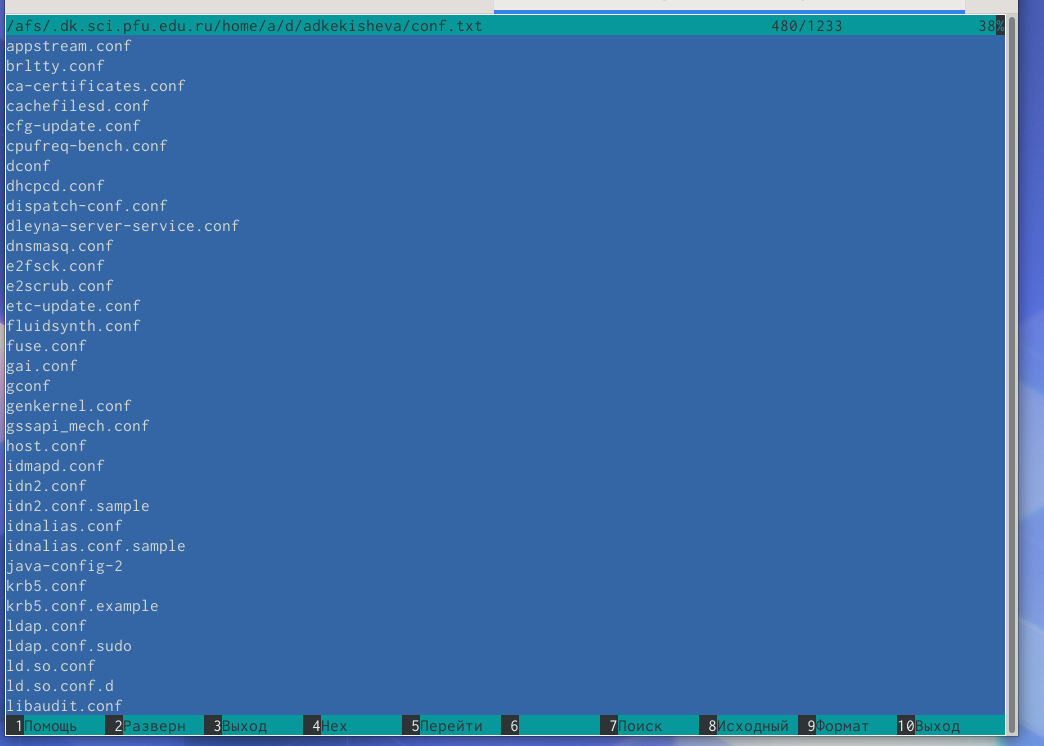 /afs/.dk.sci.pfu.edu.ru/home/a/d/adkekisheva/conf.txt 480/1233 38%
appstream.conf
brltty.conf
ca-certificates.conf
cachefilesd.conf
cfg-update.conf
cpufreq-bench.conf
dconf
dhcpcd.conf
dispatch-conf.conf
dleyna-server-service.conf
dnsmasq.conf
e2fsck.conf
e2scrub.conf
etc-update.conf
fluidsynth.conf
fuse.conf
gai.conf
gconf
genkernel.conf
gssapi_mech.conf
host.conf
idmapd.conf
idn2.conf
idn2.conf.sample
idnalias.conf
idnalias.conf.sample
java-config-2
krb5.conf
krb5.conf.example
ldap.conf
ldap.conf.sudo
ld.so.conf
ld.so.conf.d
libaudit.conf
1Помощь 2Разверн 3Выход 4Hex 5Перейти 6 7Поиск 8Исходный 9Формат 10Выход